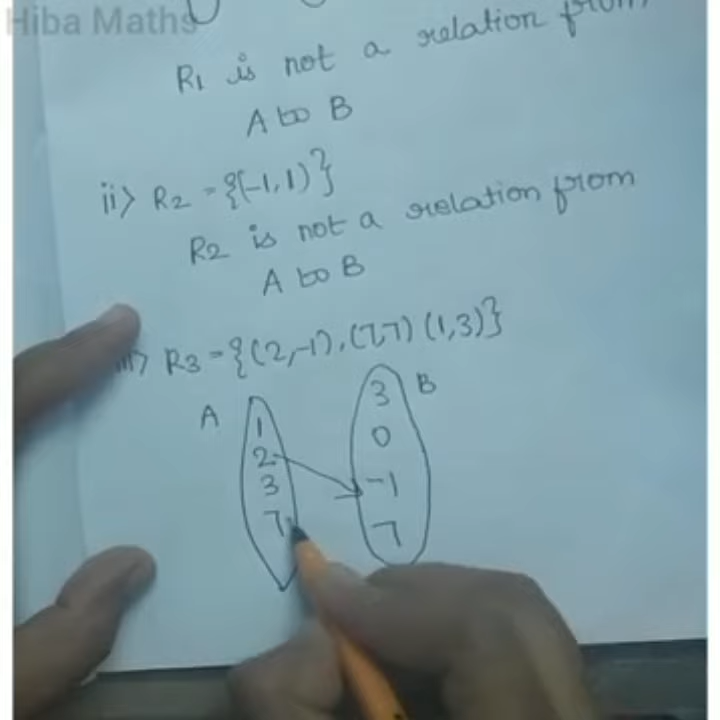 Hiba Maths
R1 is not a relation from
A to B
ii> R2 = {(-1,1)}
R2 is not a relation from
A to B
R3 = {(2,-1), (7,7) (1,3)}
A B
1 3
2 0
3 -1
7 7